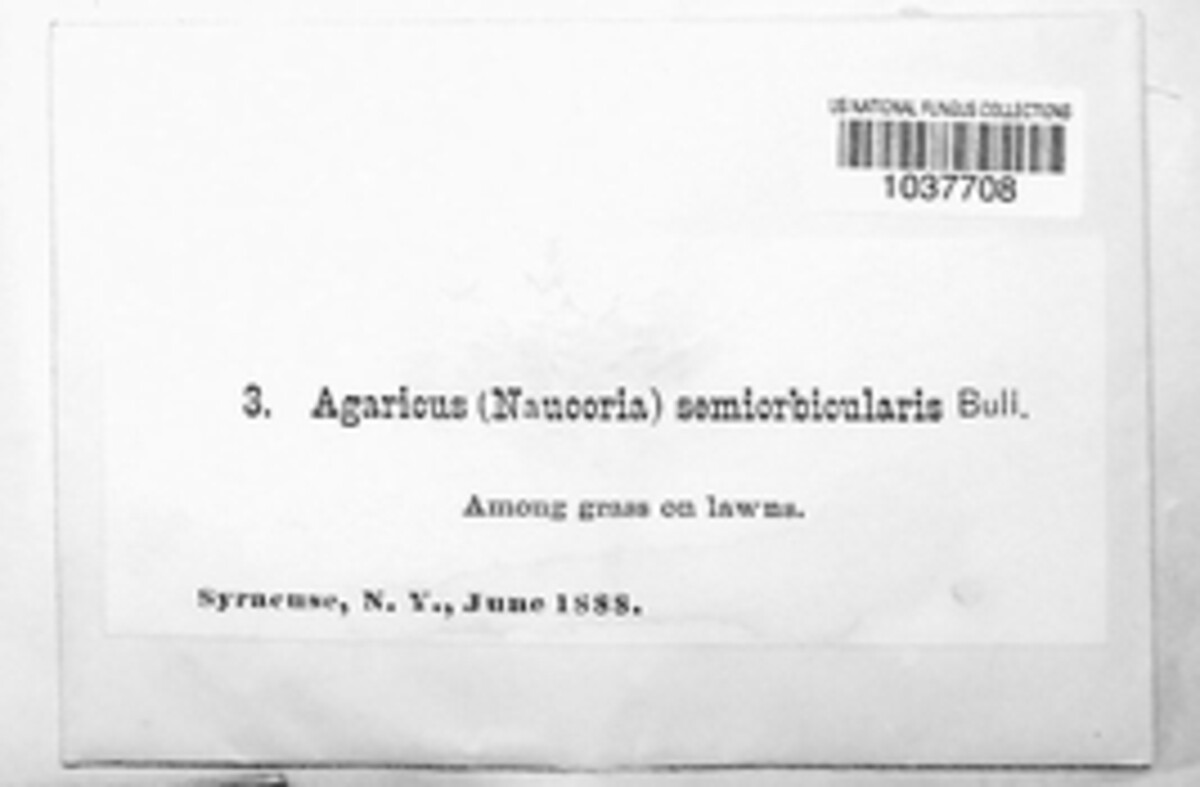 US NATIONAL FUNGUS COLLECTIONS
1037708
3. Agaricus (Naucoria) semiorbicularis Bull.
Among grass on lawns.
Syracuse, N. Y., June 1888.